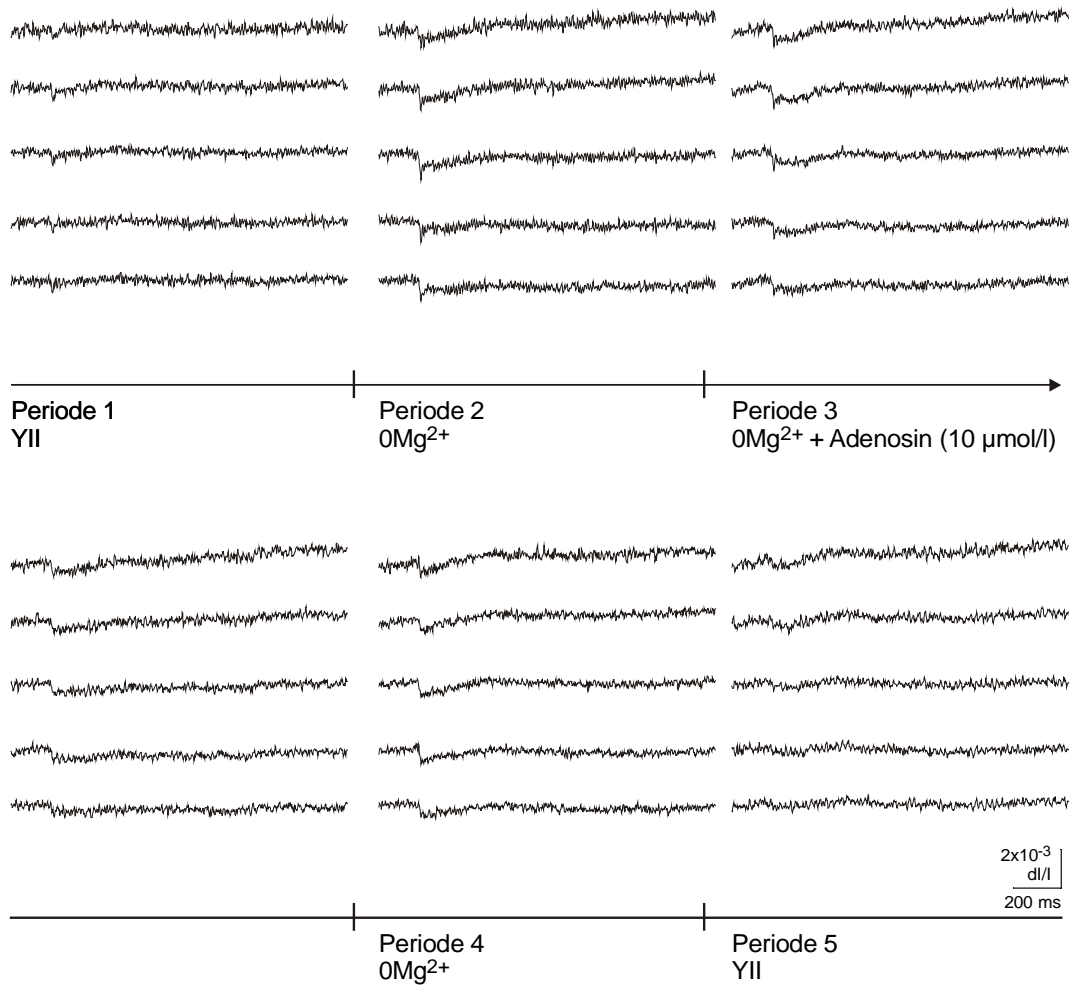 Periode 1
YII
Periode 2
0Mg2+
Periode 3
0Mg2+ + Adenosin (10 µmol/l)
2x10-3
dI/I
200 ms
Periode 4
0Mg2+
Periode 5
YII